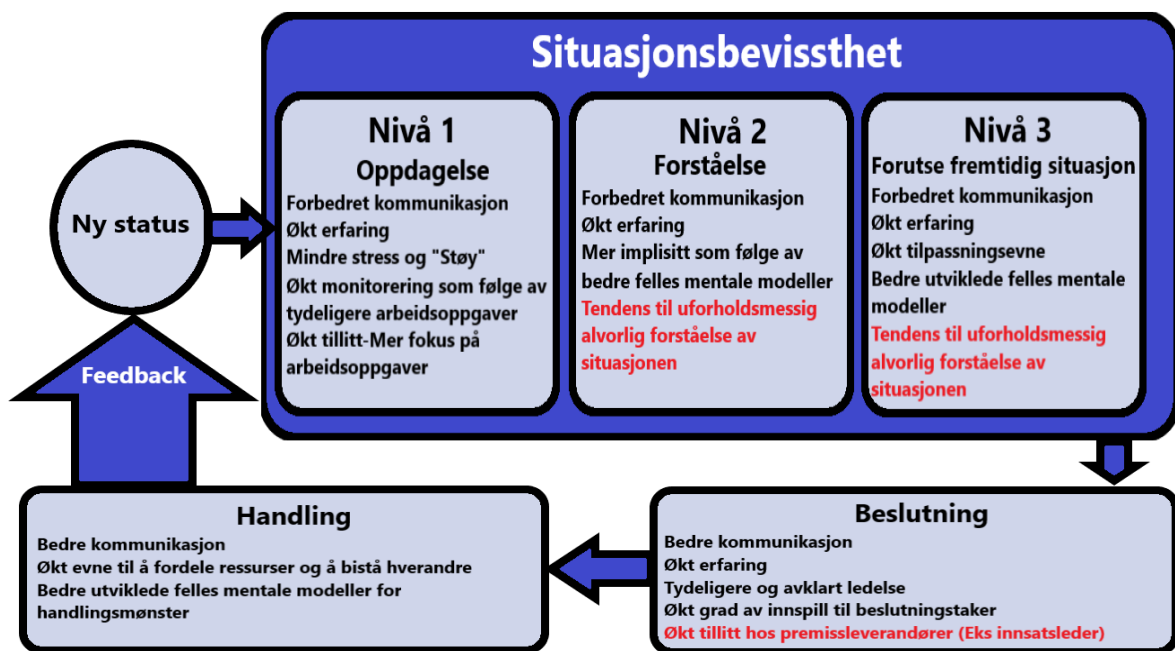 Situasjonsbevissthet
Ny status
Nivå 1
Oppdagelse
Forbedret kommunikasjon
Økt erfaring
Mindre stress og "Støy"
Økt monitorering som følge av
tydeligere arbeidsoppgaver
Økt tillitt-Mer fokus på
arbeidsoppgaver
Nivå 2
Forståelse
Forbedret kommunikasjon
Økt erfaring
Mer implisitt som følge av
bedre felles mentale modeller
Tendens til uforholdsmessig
alvorlig forståelse av
situasjonen
Nivå 3
Forutse fremtidig situasjon
Forbedret kommunikasjon
Økt erfaring
Økt tilpassningsevne
Bedre utviklede felles mentale
modeller
Tendens til uforholdsmessig
alvorlig forståelse av
situasjonen
Feedback
Handling
Bedre kommunikasjon
Økt evne til å fordele ressurser og å bistå hverandre
Bedre utviklede felles mentale modeller for
handlingsmønster
Beslutning
Bedre kommunikasjon
Økt erfaring
Tydeligere og avklart ledelse
Økt grad av innspill til beslutningstaker
Økt tillitt hos premissleverandører (Eks innsatsleder)